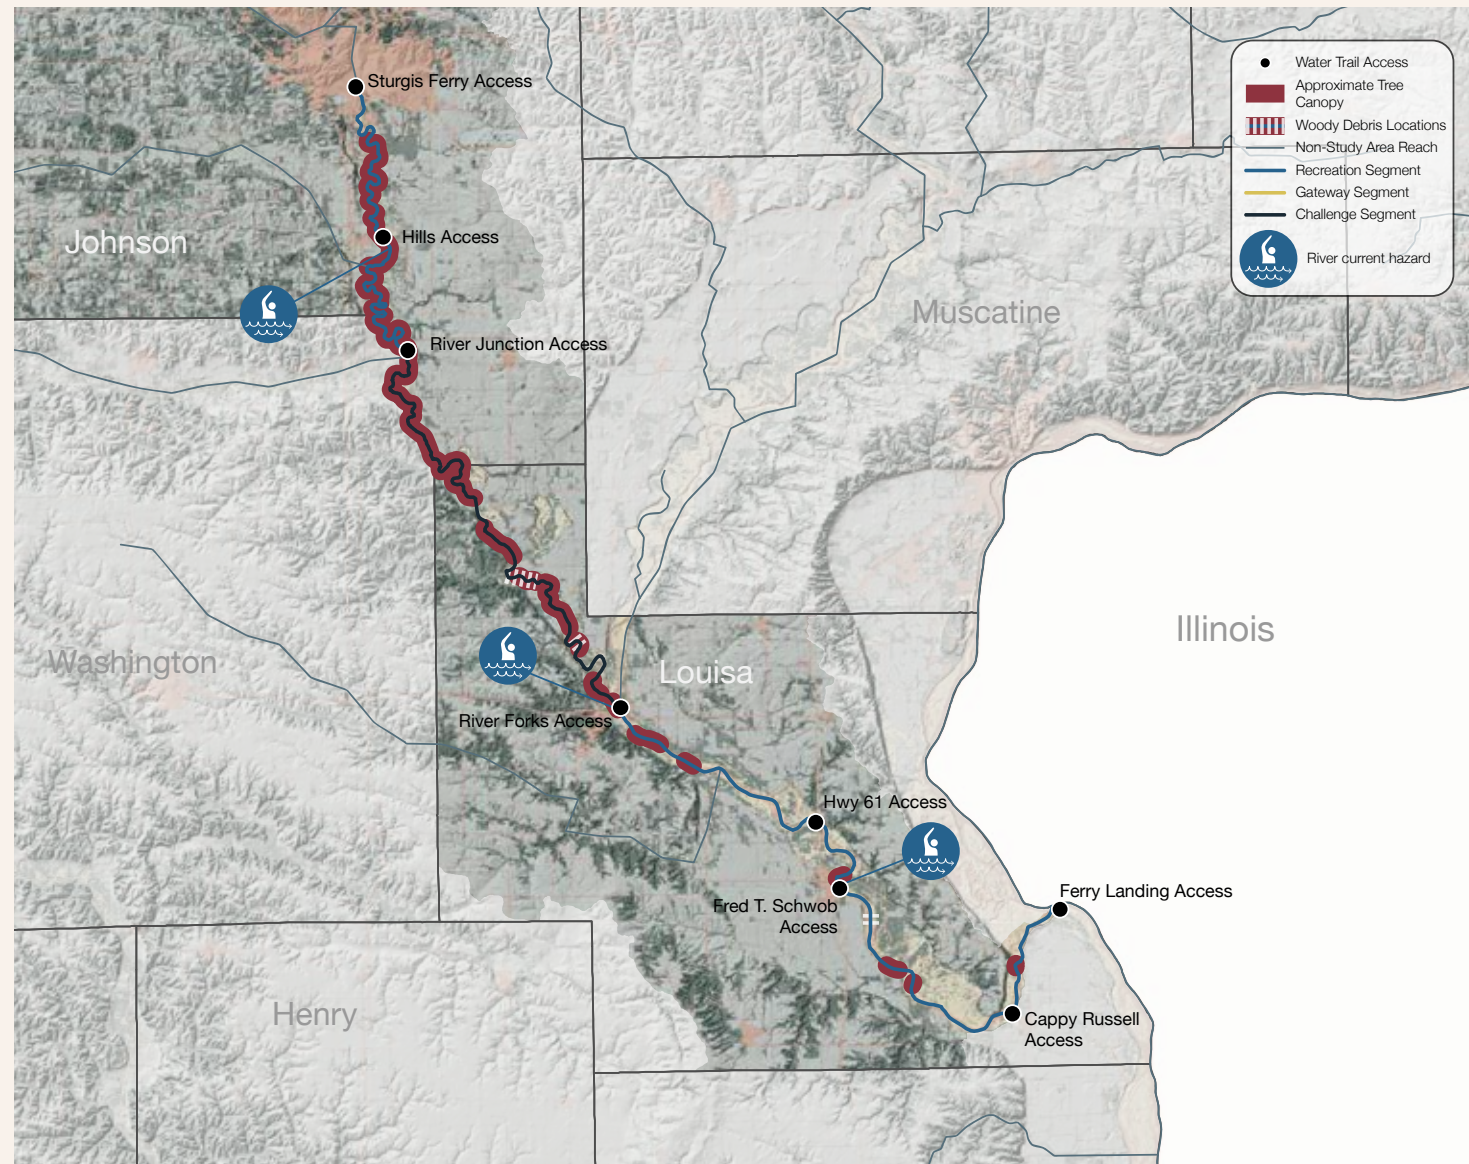 Sturgis Ferry Access
Water Trail Access
Approximate Tree
Canopy
Woody Debris Locations
Non-Study Area Reach
Recreation Segment
Gateway Segment
Challenge Segment
River current hazard
Johnson
Hills Access
Muscatine
River Junction Access
Illinois
Washington
Louisa
River Forks Access
Hwy 61 Access
Ferry Landing Access
Fred T. Schwob
Access
Henry
Cappy Russell
Access